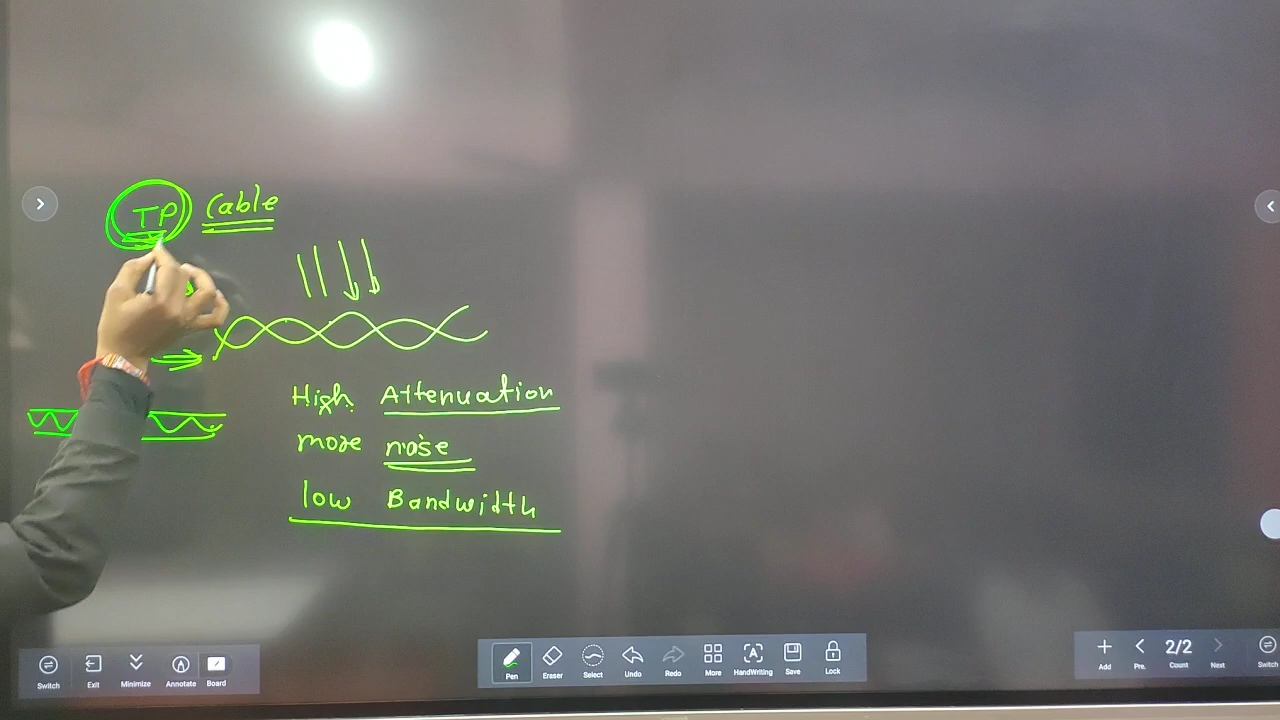 TP Cable
High Attenuation
more noise
low Bandwidth
Switch Exit Minimize Annotate Board
Pen Eraser Select Undo Redo More HandWriting Save Lock
Add Pre. 2/2 Count Next Switch